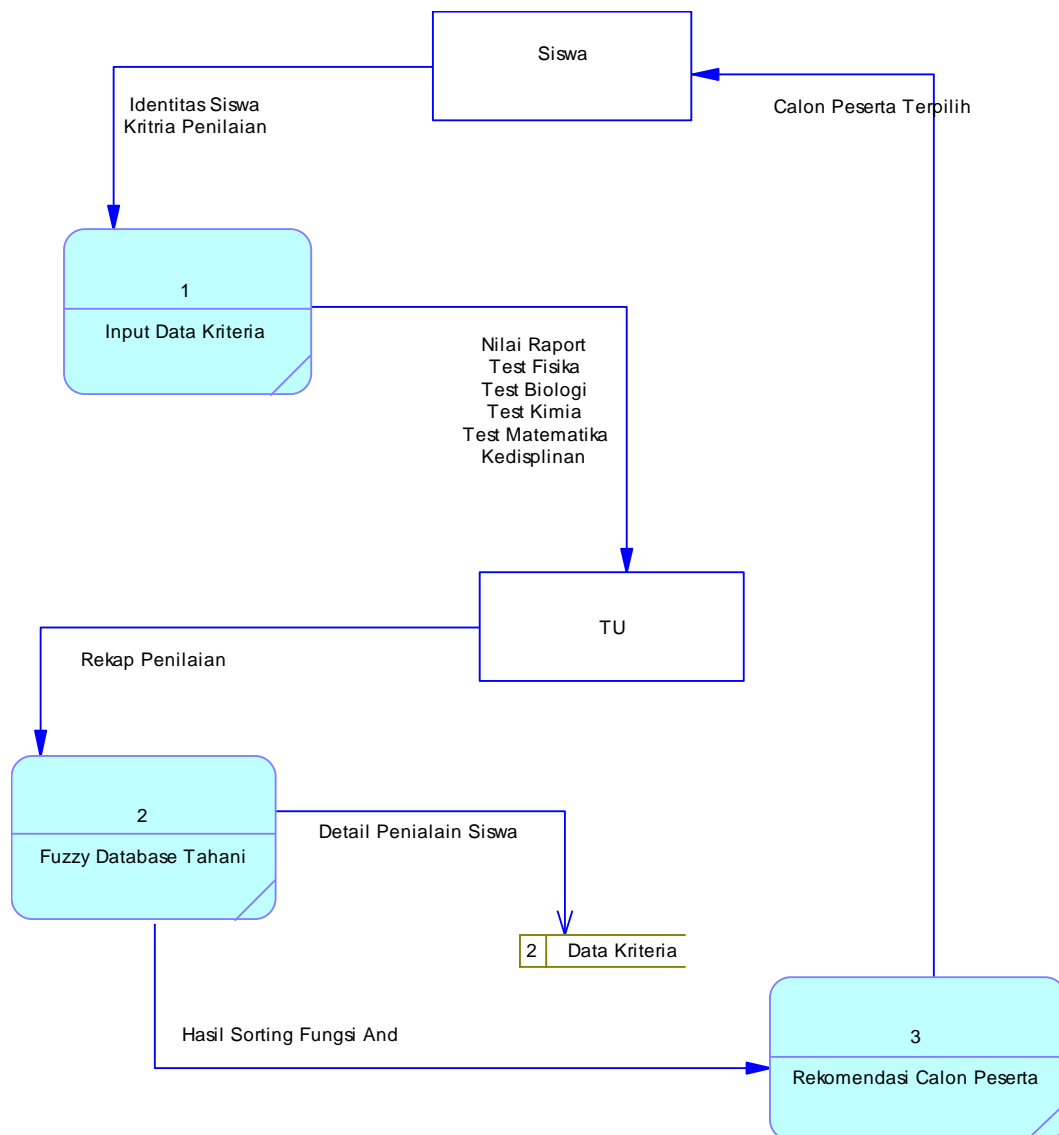 Siswa
Identitas Siswa
Kritria Penilaian
Calon Peserta Terpilih
1
Input Data Kriteria
Nilai Raport
Test Fisika
Test Biologi
Test Kimia
Test Matematika
Kedisplinan
TU
Rekap Penilaian
2
Fuzzy Database Tahani
Detail Penialain Siswa
2 Data Kriteria
Hasil Sorting Fungsi And
3
Rekomendasi Calon Peserta